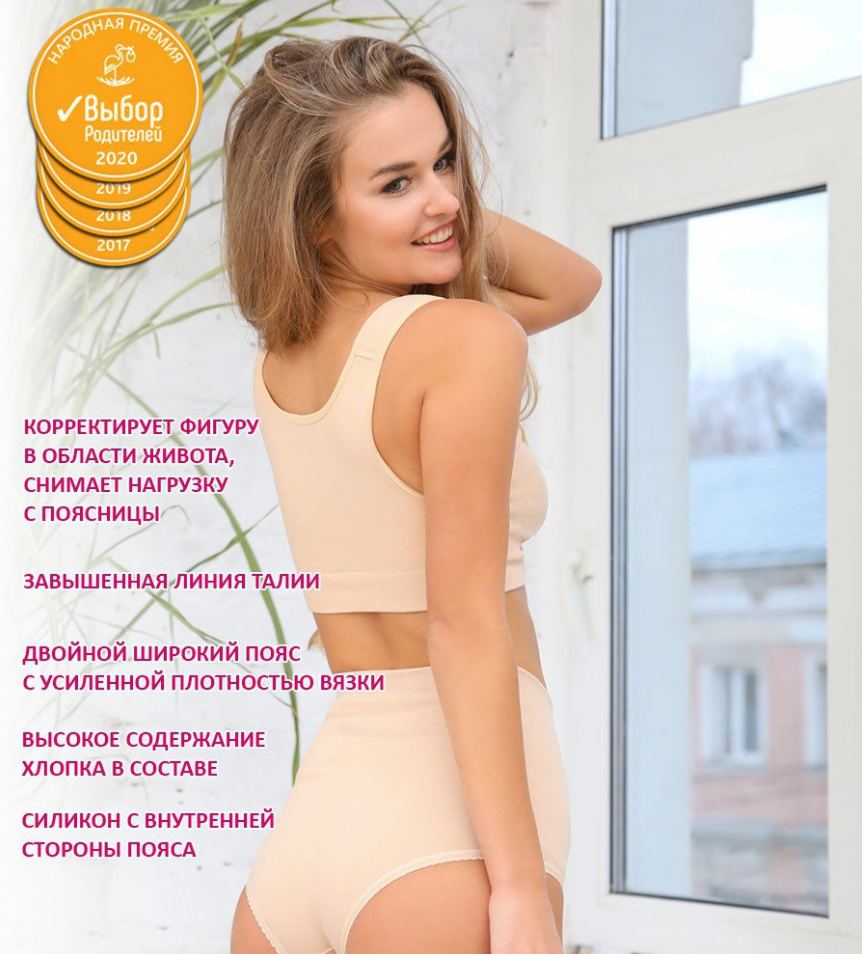 НАРОДНАЯ ПРЕМИЯ
Выбор
Родителей
2020
2019
2018
2017
КОРРЕКТИРУЕТ ФИГУРУ
В ОБЛАСТИ ЖИВОТА,
СНИМАЕТ НАГРУЗКУ
С ПОЯСНИЦЫ
ЗАВЫШЕННАЯ ЛИНИЯ ТАЛИИ
ДВОЙНОЙ ШИРОКИЙ ПОЯС
С УСИЛЕННОЙ ПЛОТНОСТЬЮ ВЯЗКИ
ВЫСОКОЕ СОДЕРЖАНИЕ
ХЛОПКА В СОСТАВЕ
СИЛИКОН С ВНУТРЕННЕЙ
СТОРОНЫ ПОЯСА